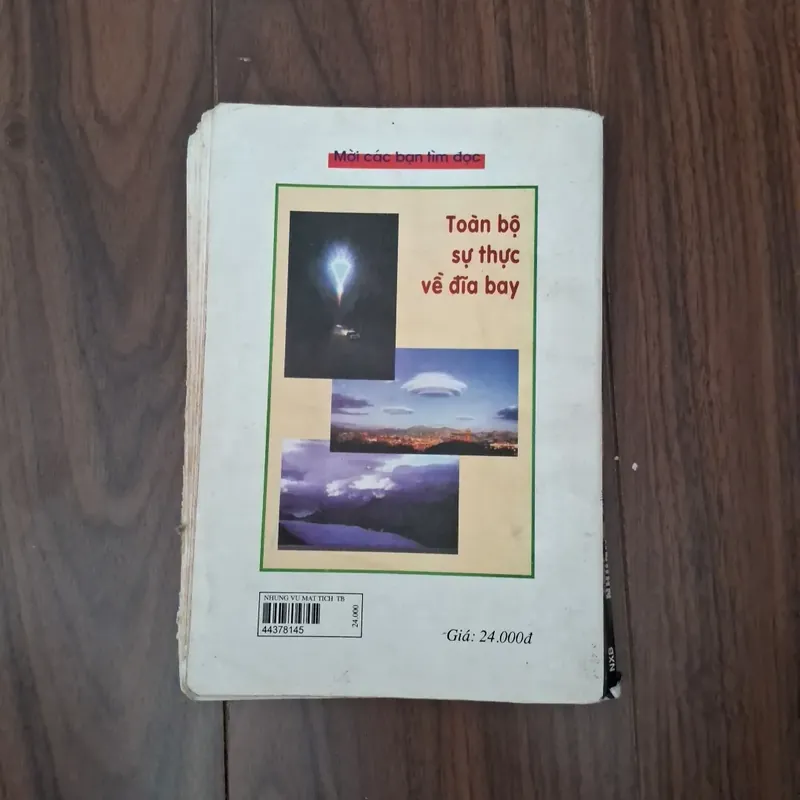 Mời các bạn tìm đọc
Toàn bộ
sự thực
về đĩa bay
NHUNG VU MAT TICH TB
44378145
24.000
Giá: 24.000đ
NXB